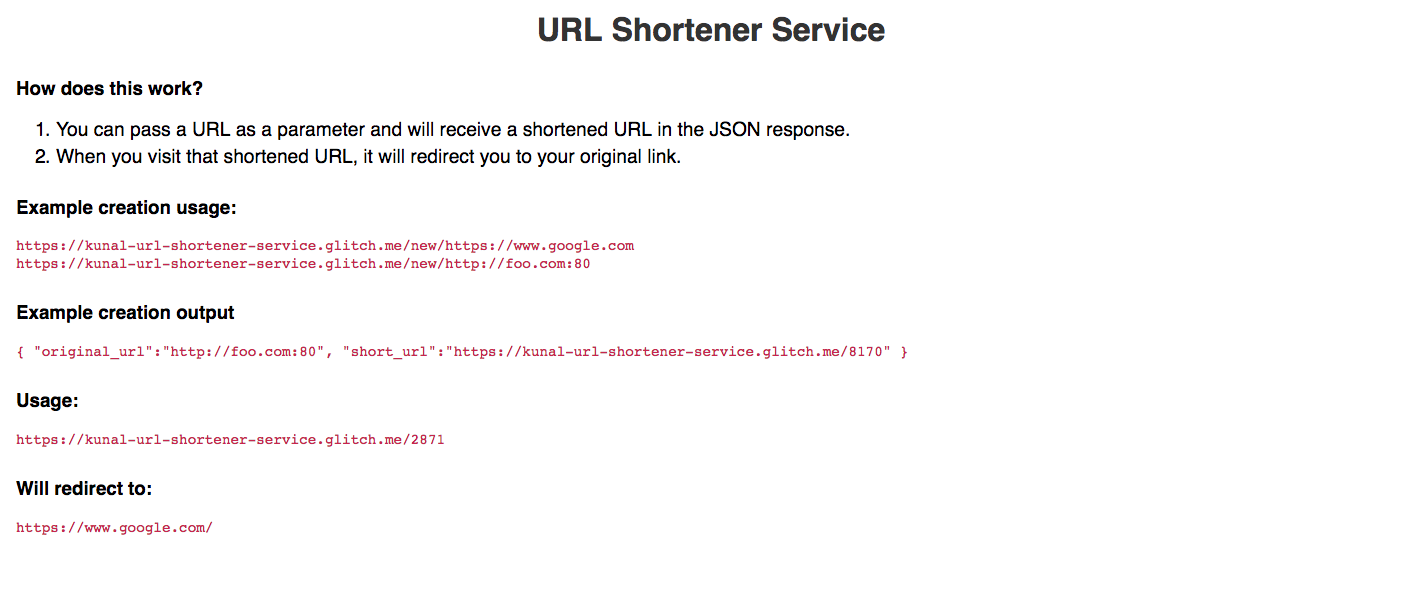 URL Shortener Service
How does this work?
1. You can pass a URL as a parameter and will receive a shortened URL in the JSON response.
2. When you visit that shortened URL, it will redirect you to your original link.
Example creation usage:
https://kunal-url-shortener-service.glitch.me/new/https://www.google.com
https://kunal-url-shortener-service.glitch.me/new/http://foo.com:80
Example creation output
{ "original_url":"http://foo.com:80", "short_url":"https://kunal-url-shortener-service.glitch.me/8170" }
Usage:
https://kunal-url-shortener-service.glitch.me/2871
Will redirect to:
https://www.google.com/